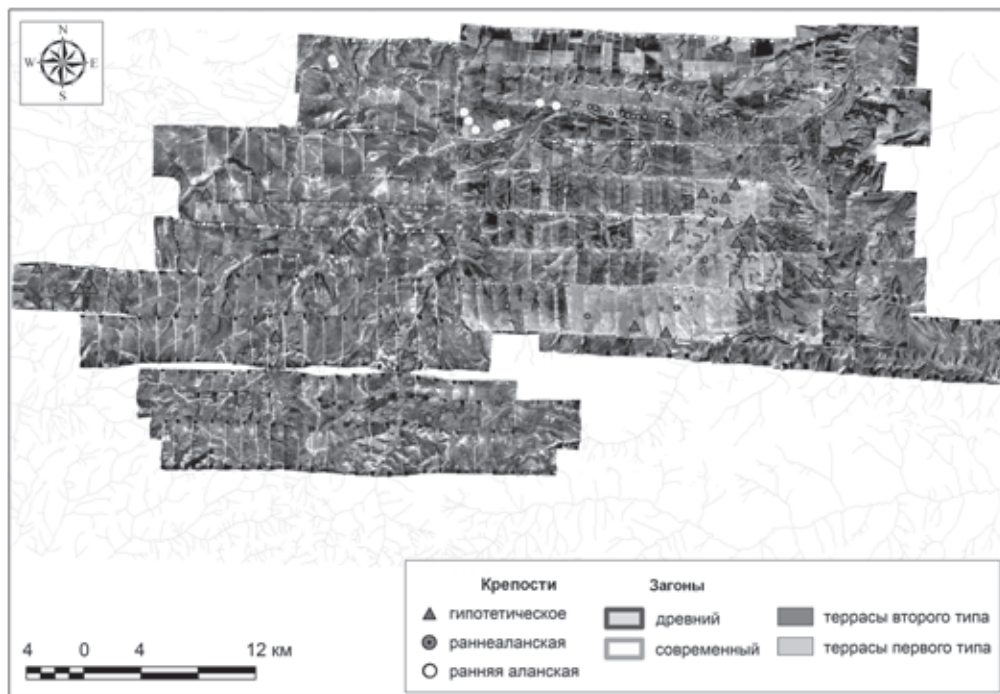 N
W E
S
Крепости
гипотетическое
раннеаланская
ранняя аланская
Загоны
древний
современный
террасы второго типа
террасы первого типа
4 0 4 12 км